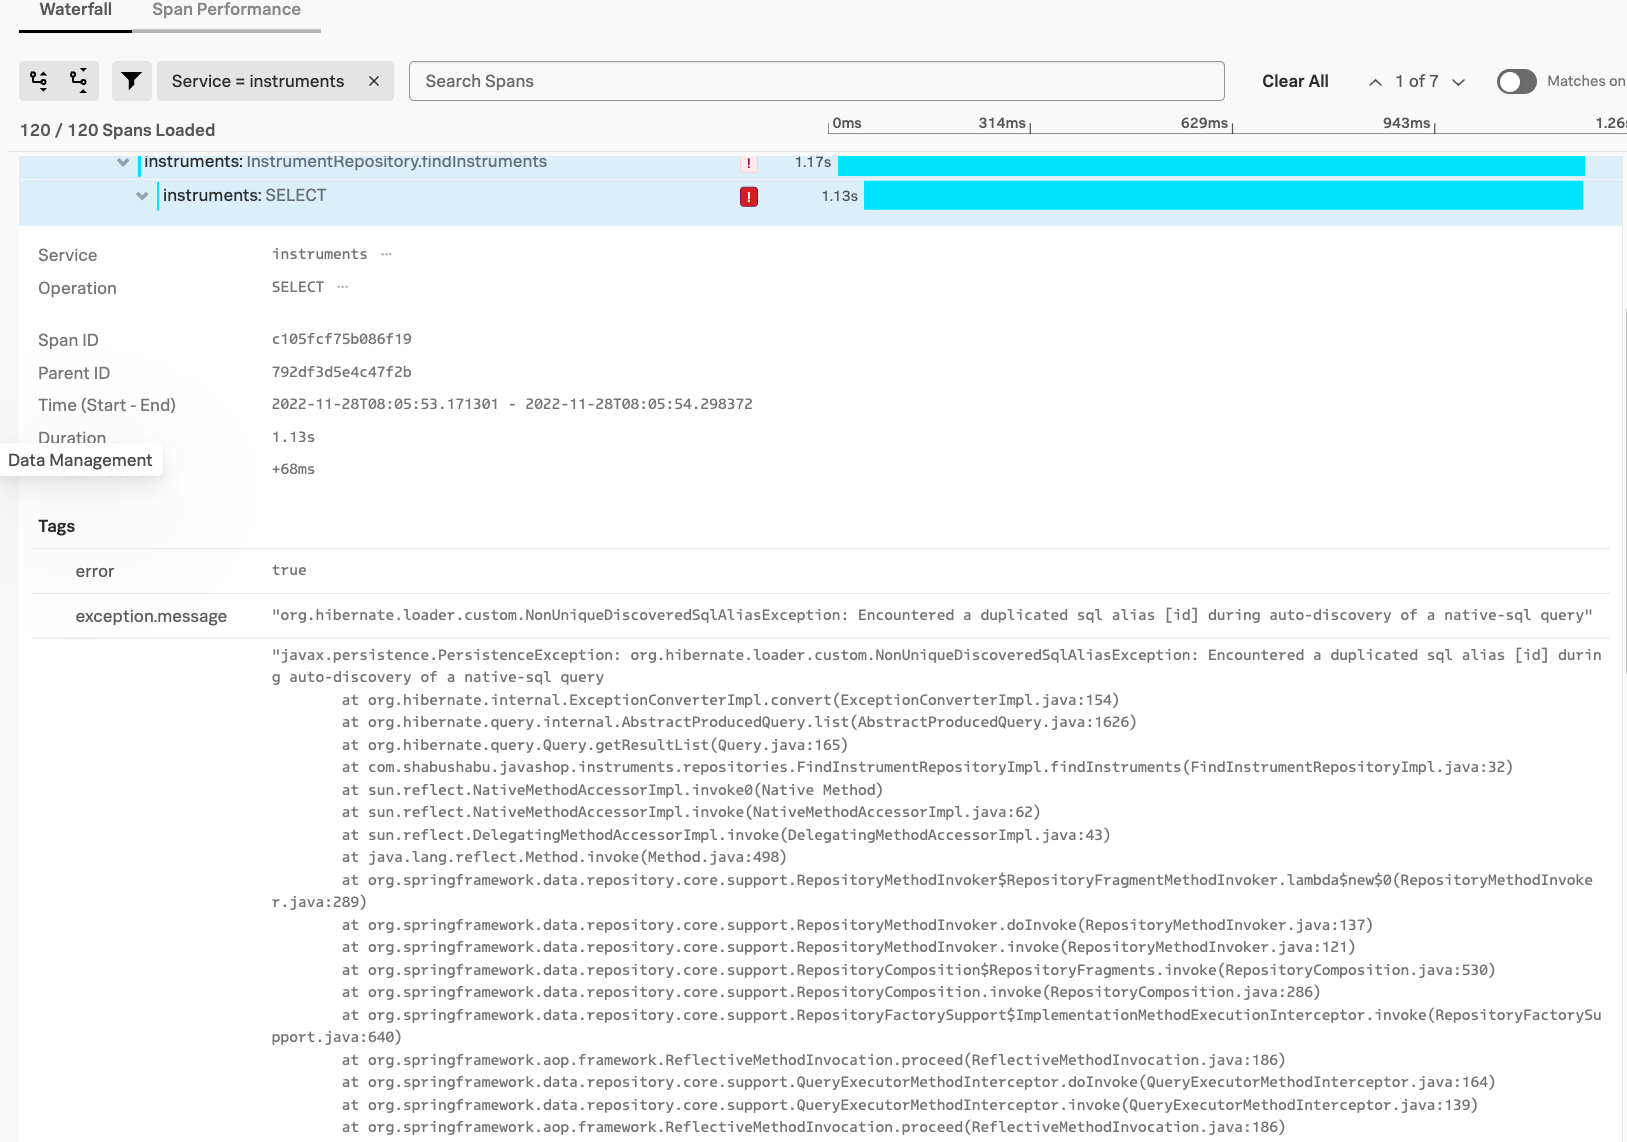 Waterfall Span Performance
Service = instruments × Search Spans Clear All 1 of 7 Matches on
120 / 120 Spans Loaded 0ms 314ms 629ms 943ms 1.26s
instruments: InstrumentRepository.findInstruments ! 1.17s
instruments: SELECT ! 1.13s
Service instruments ···
Operation SELECT ···
Span ID c105fcf75b086f19
Parent ID 792df3d5e4c47f2b
Time (Start - End) 2022-11-28T08:05:53.171301 - 2022-11-28T08:05:54.298372
Duration 1.13s
Data Management
+68ms
Tags
error true
exception.message "org.hibernate.loader.custom.NonUniqueDiscoveredSqlAliasException: Encountered a duplicated sql alias [id] during auto-discovery of a native-sql query"
"javax.persistence.PersistenceException: org.hibernate.loader.custom.NonUniqueDiscoveredSqlAliasException: Encountered a duplicated sql alias [id] durin
g auto-discovery of a native-sql query
at org.hibernate.internal.ExceptionConverterImpl.convert(ExceptionConverterImpl.java:154)
at org.hibernate.query.internal.AbstractProducedQuery.list(AbstractProducedQuery.java:1626)
at org.hibernate.query.Query.getResultList(Query.java:165)
at com.shabushabu.javashop.instruments.repositories.FindInstrumentRepositoryImpl.findInstruments(FindInstrumentRepositoryImpl.java:32)
at sun.reflect.NativeMethodAccessorImpl.invoke0(Native Method)
at sun.reflect.NativeMethodAccessorImpl.invoke(NativeMethodAccessorImpl.java:62)
at sun.reflect.DelegatingMethodAccessorImpl.invoke(DelegatingMethodAccessorImpl.java:43)
at java.lang.reflect.Method.invoke(Method.java:498)
at org.springframework.data.repository.core.support.RepositoryMethodInvoker$RepositoryFragmentMethodInvoker.lambda$new$0(RepositoryMethodInvoke
r.java:289)
at org.springframework.data.repository.core.support.RepositoryMethodInvoker.doInvoke(RepositoryMethodInvoker.java:137)
at org.springframework.data.repository.core.support.RepositoryMethodInvoker.invoke(RepositoryMethodInvoker.java:121)
at org.springframework.data.repository.core.support.RepositoryComposition$RepositoryFragments.invoke(RepositoryComposition.java:530)
at org.springframework.data.repository.core.support.RepositoryComposition.invoke(RepositoryComposition.java:286)
at org.springframework.data.repository.core.support.RepositoryFactorySupport$ImplementationMethodExecutionInterceptor.invoke(RepositoryFactorySu
pport.java:640)
at org.springframework.aop.framework.ReflectiveMethodInvocation.proceed(ReflectiveMethodInvocation.java:186)
at org.springframework.data.repository.core.support.QueryExecutorMethodInterceptor.doInvoke(QueryExecutorMethodInterceptor.java:164)
at org.springframework.data.repository.core.support.QueryExecutorMethodInterceptor.invoke(QueryExecutorMethodInterceptor.java:139)
at org.springframework.aop.framework.ReflectiveMethodInvocation.proceed(ReflectiveMethodInvocation.java:186)